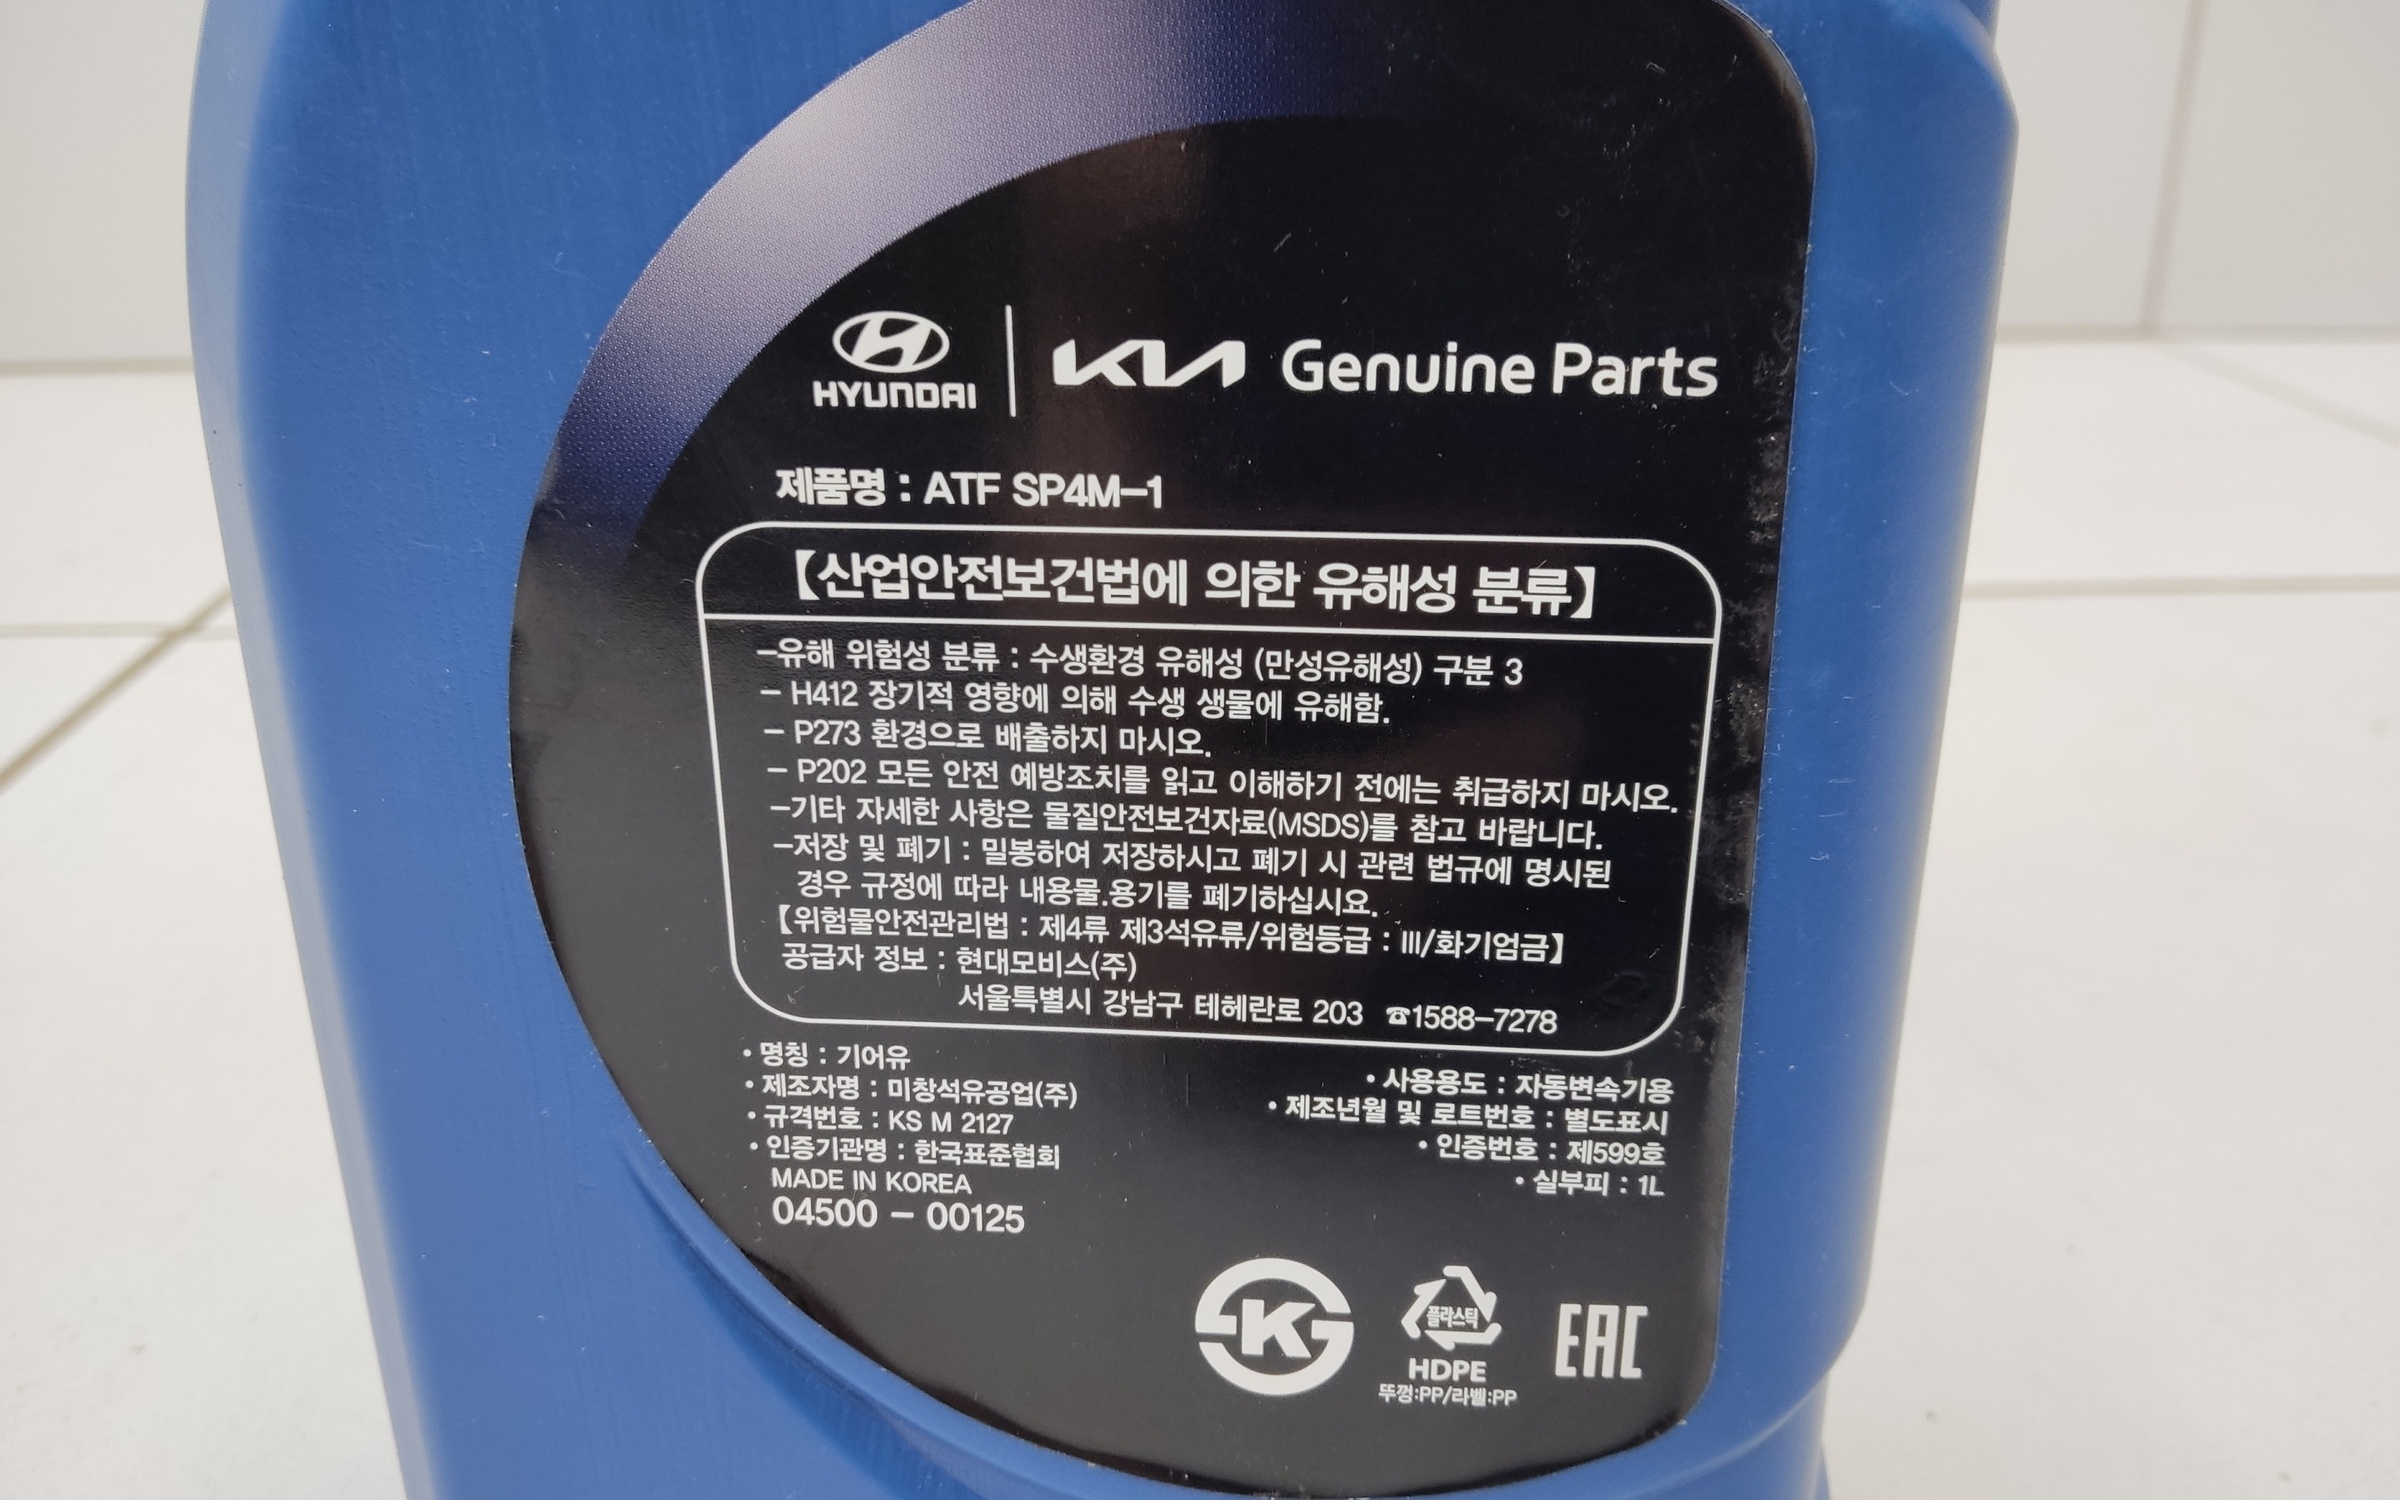 HYUNDAI KIA Genuine Parts
제품명 : ATF SP4M-1
【산업안전보건법에 의한 유해성 분류】
-유해 위험성 분류 : 수생환경 유해성 (만성유해성) 구분 3
- H412 장기적 영향에 의해 수생 생물에 유해함.
- P273 환경으로 배출하지 마시오.
- P202 모든 안전 예방조치를 읽고 이해하기 전에는 취급하지 마시오.
-기타 자세한 사항은 물질안전보건자료(MSDS)를 참고 바랍니다.
-저장 및 폐기 : 밀봉하여 저장하시고 폐기 시 관련 법규에 명시된
경우 규정에 따라 내용물.용기를 폐기하십시요.
【위험물안전관리법 : 제4류 제3석유류/위험등급 : III/화기엄금】
공급자 정보 : 현대모비스(주)
서울특별시 강남구 테헤란로 203 ☎1588-7278
• 명칭 : 기어유
• 제조자명 : 미창석유공업(주)
• 규격번호 : KS M 2127
• 인증기관명 : 한국표준협회
MADE IN KOREA
04500 - 00125
• 사용용도 : 자동변속기용
• 제조년월 및 로트번호 : 별도표시
• 인증번호 : 제599호
• 실부피 : 1L
K
플라스틱
HDPE
뚜껑:PP/라벨:PP
EAC